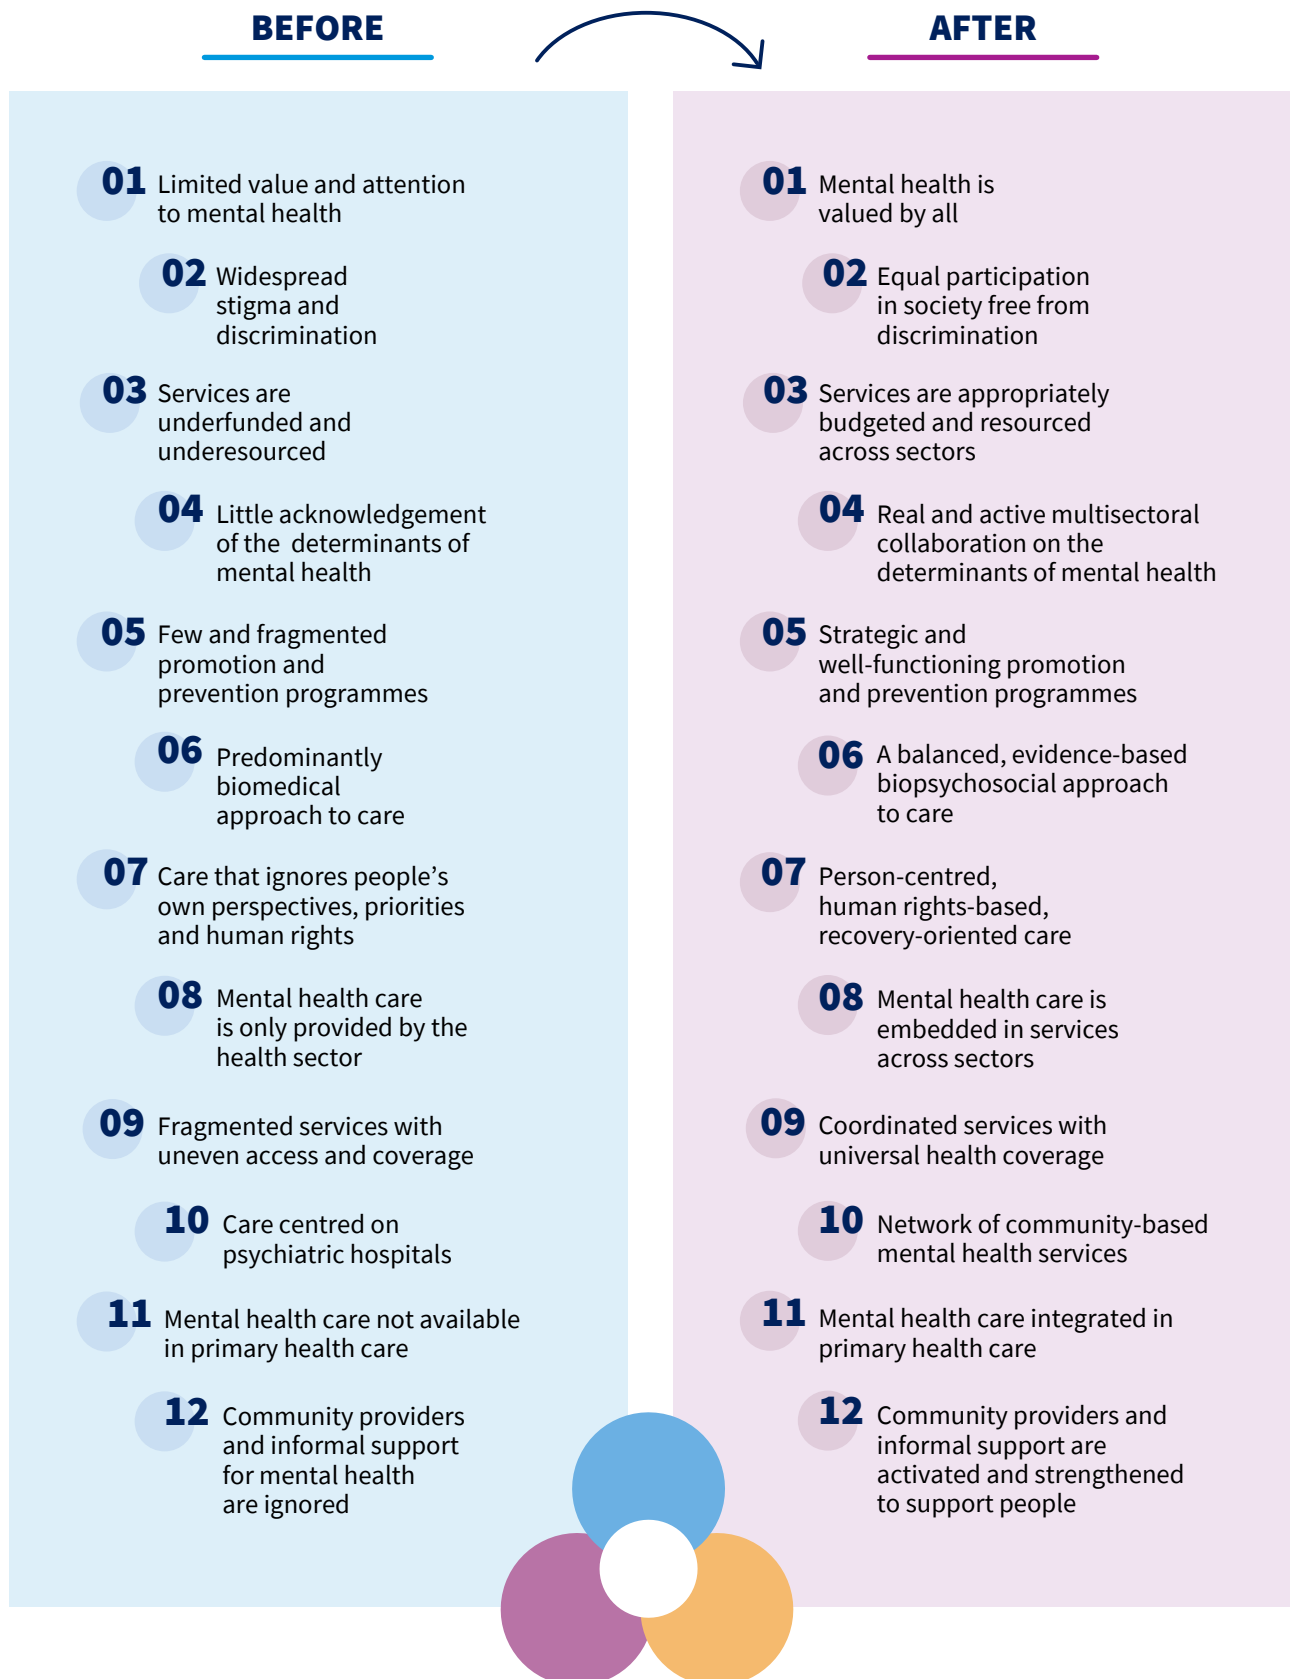 BEFORE
01 Limited value and attention
to mental health
02 Widespread
stigma and
discrimination
03 Services are
underfunded and
underesourced
04 Little acknowledgement
of the determinants of
mental health
05 Few and fragmented
promotion and
prevention programmes
06 Predominantly
biomedical
approach to care
07 Care that ignores people’s
own perspectives, priorities
and human rights
08 Mental health care
is only provided by the
health sector
09 Fragmented services with
uneven access and coverage
10 Care centred on
psychiatric hospitals
11 Mental health care not available
in primary health care
12 Community providers
and informal support
for mental health
are ignored
AFTER
01 Mental health is
valued by all
02 Equal participation
in society free from
discrimination
03 Services are appropriately
budgeted and resourced
across sectors
04 Real and active multisectoral
collaboration on the
determinants of mental health
05 Strategic and
well-functioning promotion
and prevention programmes
06 A balanced, evidence-based
biopsychosocial approach
to care
07 Person-centred,
human rights-based,
recovery-oriented care
08 Mental health care is
embedded in services
across sectors
09 Coordinated services with
universal health coverage
10 Network of community-based
mental health services
11 Mental health care integrated in
primary health care
12 Community providers and
informal support are
activated and strengthened
to support people